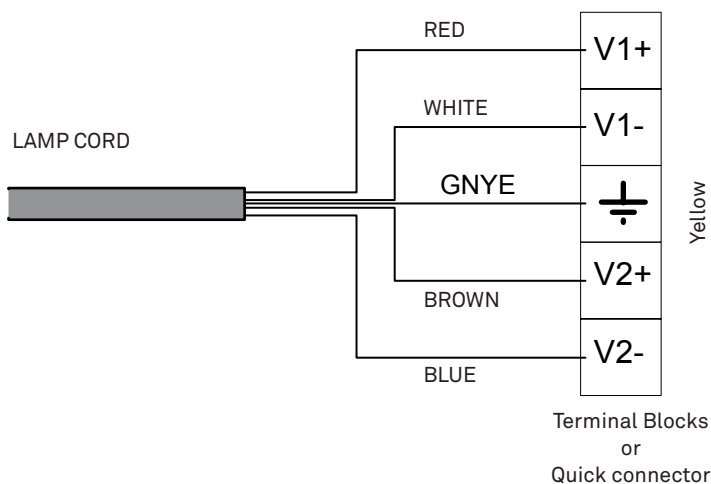 RED
V1+
WHITE
V1-
LAMP CORD
GNYE
Yellow
V2+
BROWN
V2-
BLUE
Terminal Blocks
or
Quick connector